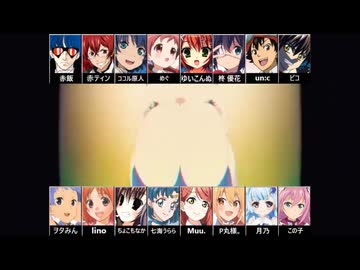 赤飯
赤ティン
ココル原人
めぐ
ゆいこんぬ
柊 優花
un:c
ピコ
ヲタみん
lino
ちょこもなか
七海うらら
Muu.
P丸様。
月乃
この子